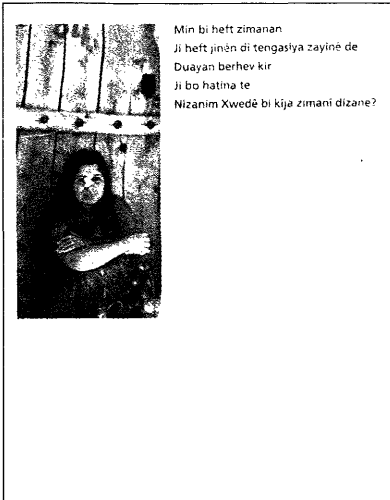 Min bi heft zimanan
Ji heft jinên di tengasiya zayinê de
Duayan berhev kir
Ji bo hatina te
Nizanim Xwedê bi kîja zimanî dizane?